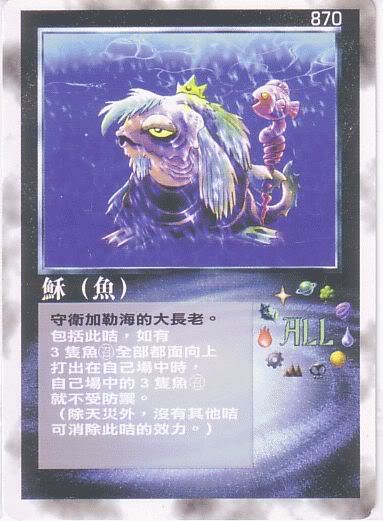 870
穌（魚）
守衛加勒海的大長老。
包括此咭，如有
3 隻魚㊣全部都面向上
打出在自己場中時，
自己場中的 3 隻魚㊣
就不受防禦。
（除天災外，沒有其他咭
可消除此咭的效力。）
ALL